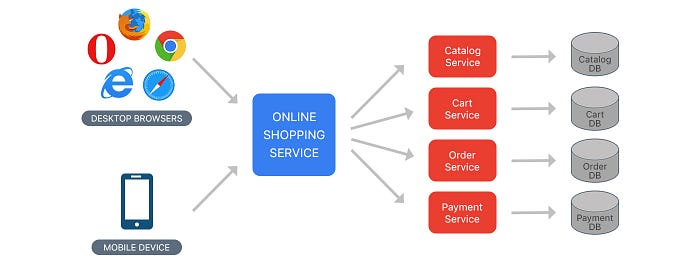 DESKTOP BROWSERS
MOBILE DEVICE
ONLINE
SHOPPING
SERVICE
Catalog
Service
Cart
Service
Order
Service
Payment
Service
Catalog
DB
Cart
DB
Order
DB
Payment
DB